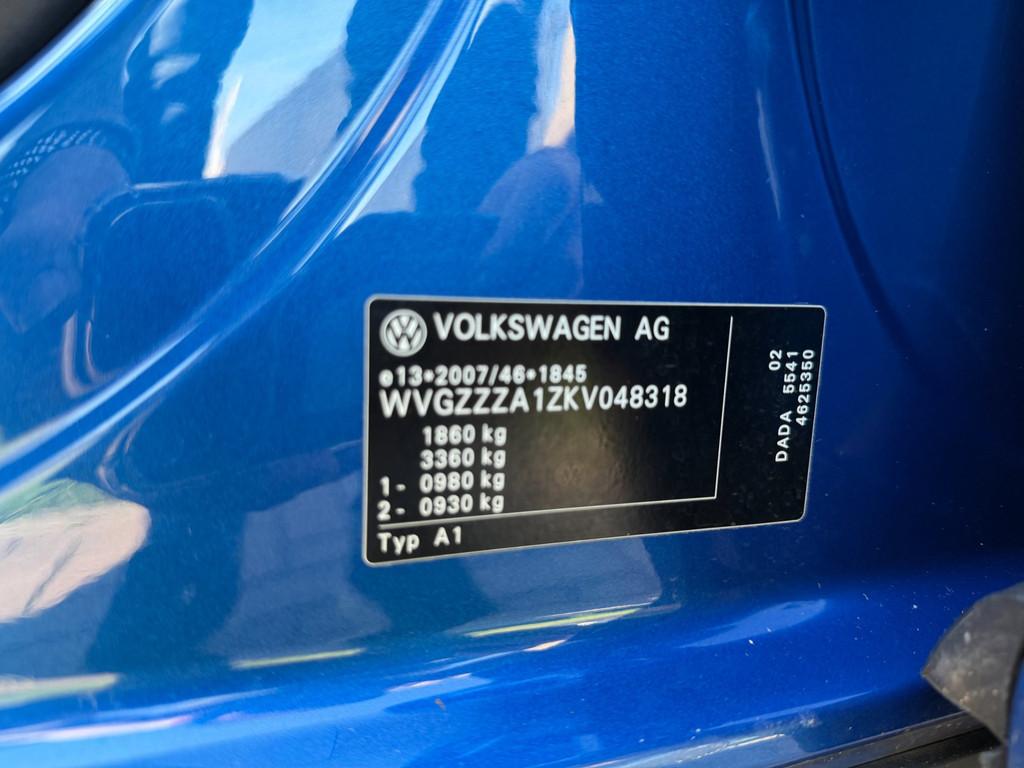 VOLKSWAGEN AG
e13*2007/46*1845
WVGZZZA1ZKV048318
1860 kg
3360 kg
1- 0980 kg
2- 0930 kg
Typ A1
02
DADA 5541
4625350